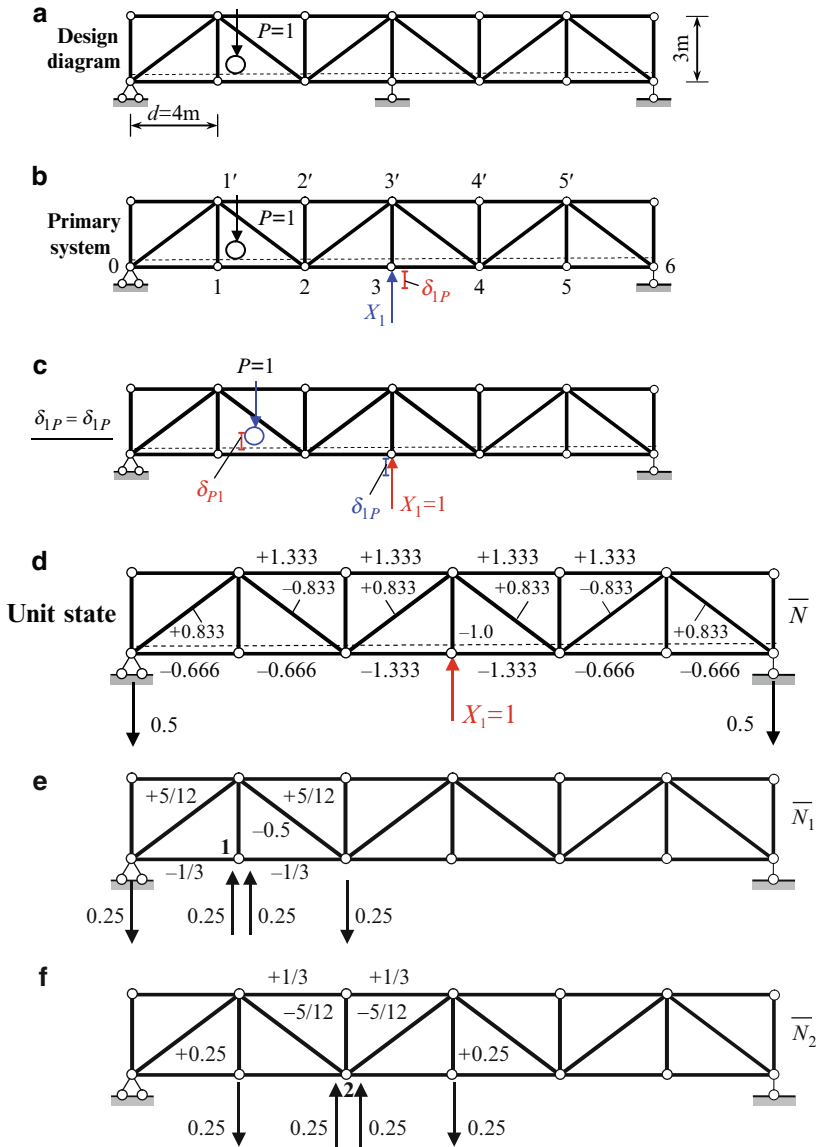 a
Design
diagram
P=1
3m
d=4m
b
Primary
system
1′ 2′ 3′ 4′ 5′
P=1
0 6
1 2 3 4 5
δ1P
X1
c
P=1
δ1P = δ1P
δP1
δ1P
X1=1
d
Unit state
+1.333 +1.333 +1.333 +1.333
–0.833 +0.833 +0.833 –0.833
+0.833 –1.0 +0.833
N̅
–0.666 –0.666 –1.333 –1.333 –0.666 –0.666
0.5 X1=1 0.5
e
+5/12 +5/12
N̅1
–0.5
1
–1/3 –1/3
0.25 0.25 0.25 0.25
f
+1/3 +1/3
–5/12 –5/12
N̅2
+0.25 +0.25
2
0.25 0.25 0.25 0.25